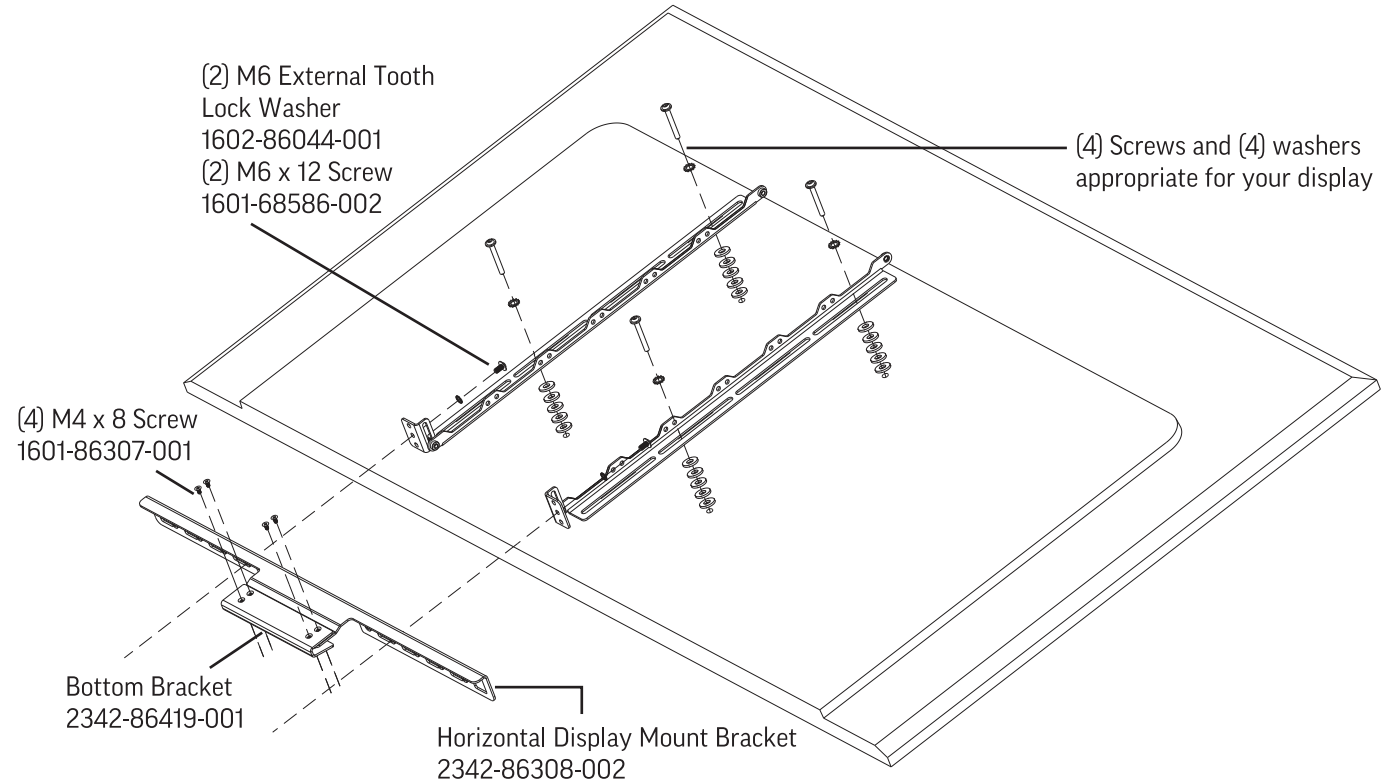 (2) M6 External Tooth
Lock Washer
1602-86044-001
(2) M6 x 12 Screw
1601-68586-002
(4) Screws and (4) washers
appropriate for your display
(4) M4 x 8 Screw
1601-86307-001
Bottom Bracket
2342-86419-001
Horizontal Display Mount Bracket
2342-86308-002